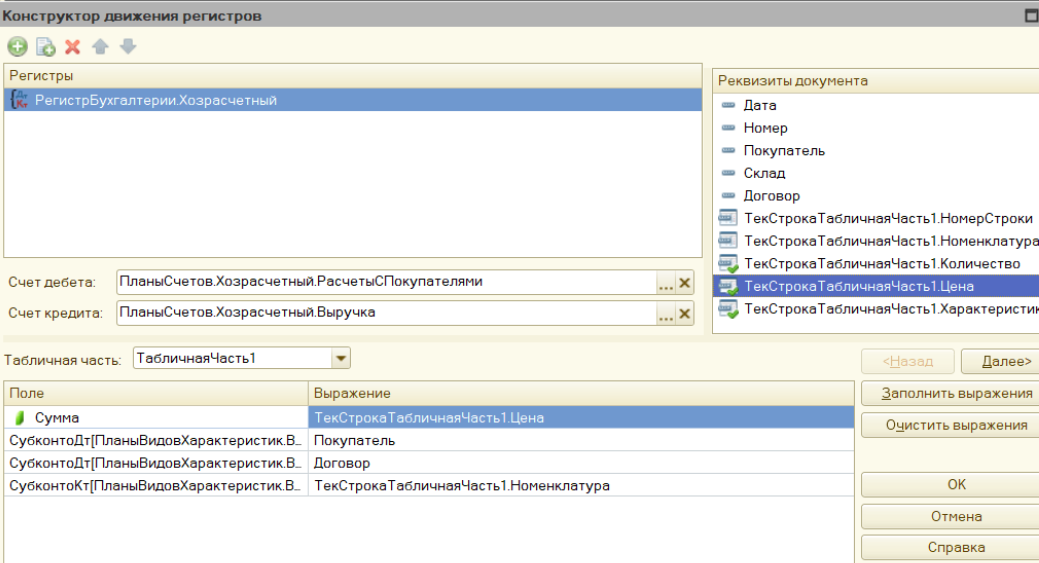 Конструктор движения регистров
Регистры
РегистрБухгалтерии.Хозрасчетный
Реквизиты документа
Дата
Номер
Покупатель
Склад
Договор
ТекСтрокаТабличнаяЧасть1.НомерСтроки
ТекСтрокаТабличнаяЧасть1.Номенклатура
ТекСтрокаТабличнаяЧасть1.Количество
ТекСтрокаТабличнаяЧасть1.Цена
ТекСтрокаТабличнаяЧасть1.Характеристик
Счет дебета: ПланыСчетов.Хозрасчетный.РасчетыСПокупателями ...
Счет кредита: ПланыСчетов.Хозрасчетный.Выручка ...
Табличная часть: ТабличнаяЧасть1
<Назад Далее>
Поле Выражение
Сумма ТекСтрокаТабличнаяЧасть1.Цена
СубконтоДт[ПланыВидовХарактеристик.В... Покупатель
СубконтоДт[ПланыВидовХарактеристик.В... Договор
СубконтоКт[ПланыВидовХарактеристик.В... ТекСтрокаТабличнаяЧасть1.Номенклатура
Заполнить выражения
Очистить выражения
OK
Отмена
Справка